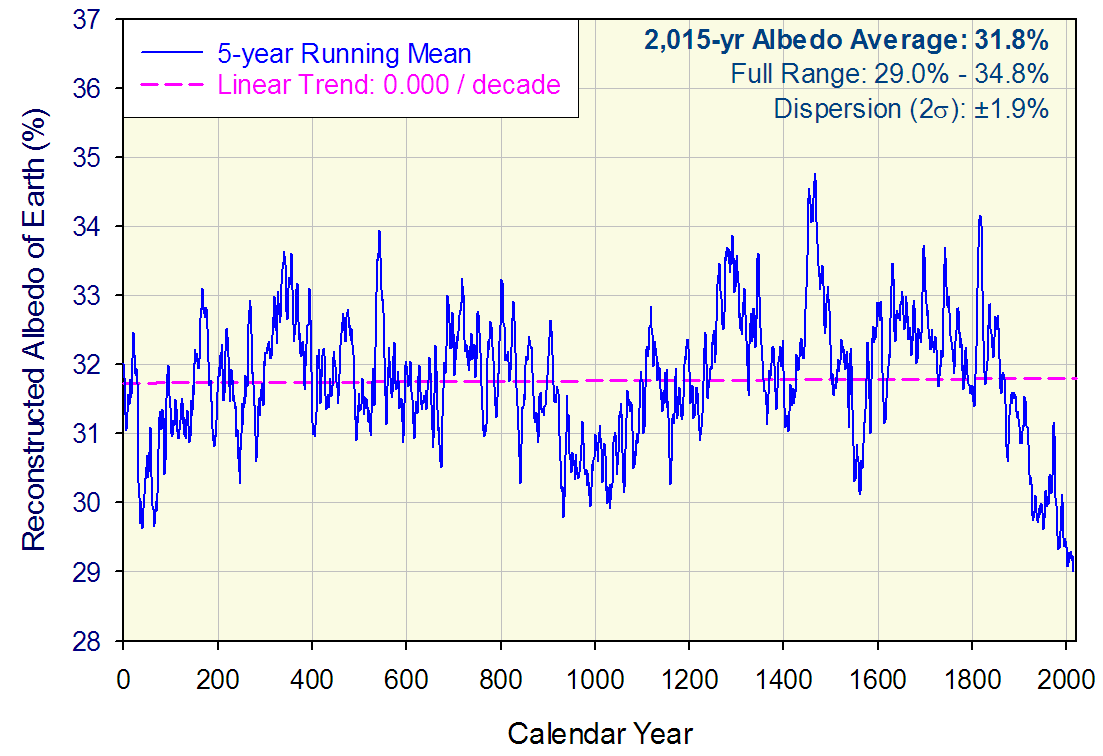 37
36
35
34
33
32
31
30
29
28
Reconstructed Albedo of Earth (%)
5-year Running Mean
Linear Trend: 0.000 / decade
2,015-yr Albedo Average: 31.8%
Full Range: 29.0% - 34.8%
Dispersion (2σ): ±1.9%
0 200 400 600 800 1000 1200 1400 1600 1800 2000
Calendar Year